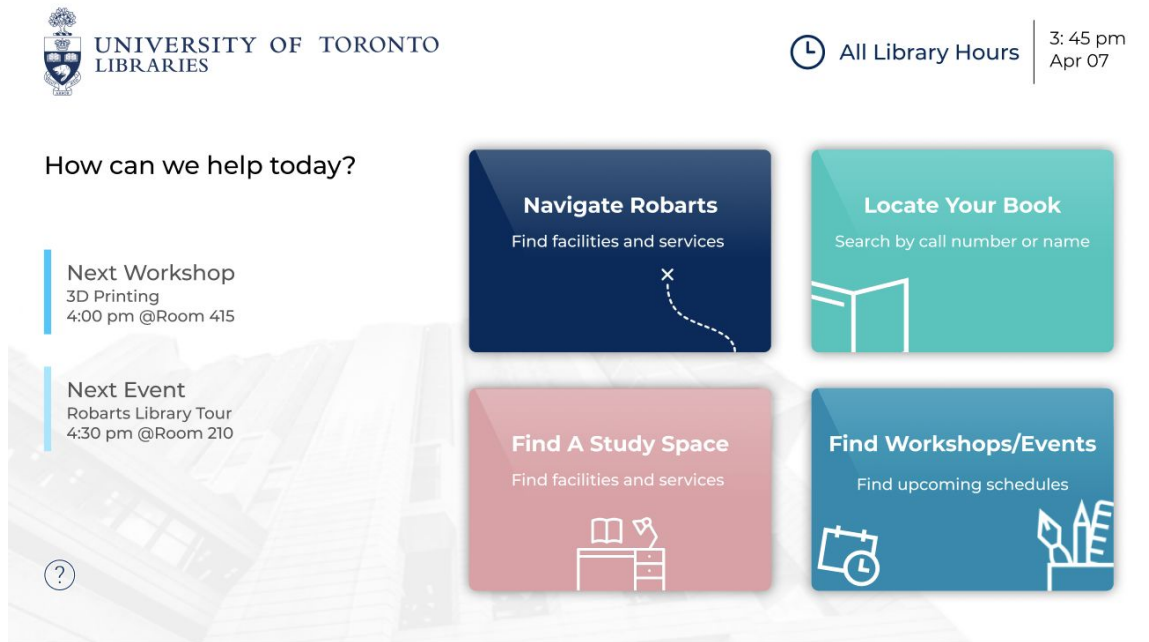 UNIVERSITY OF TORONTO
LIBRARIES
All Library Hours
3: 45 pm
Apr 07
How can we help today?
Next Workshop
3D Printing
4:00 pm @Room 415
Next Event
Robarts Library Tour
4:30 pm @Room 210
?
Navigate Robarts
Find facilities and services
Locate Your Book
Search by call number or name
Find A Study Space
Find facilities and services
Find Workshops/Events
Find upcoming schedules